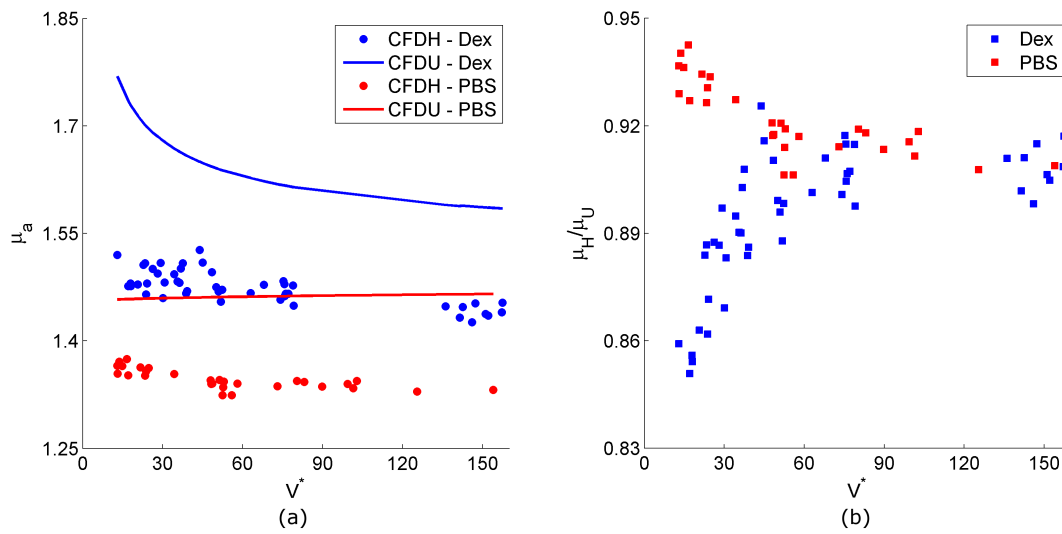 1.85
1.7
1.55
1.4
1.25
μa
0
30
60
90
120
150
V*
CFDH - Dex
CFDU - Dex
CFDH - PBS
CFDU - PBS
(a)
0.95
0.92
0.89
0.86
0.83
μH/μU
0
30
60
90
120
150
V*
Dex
PBS
(b)